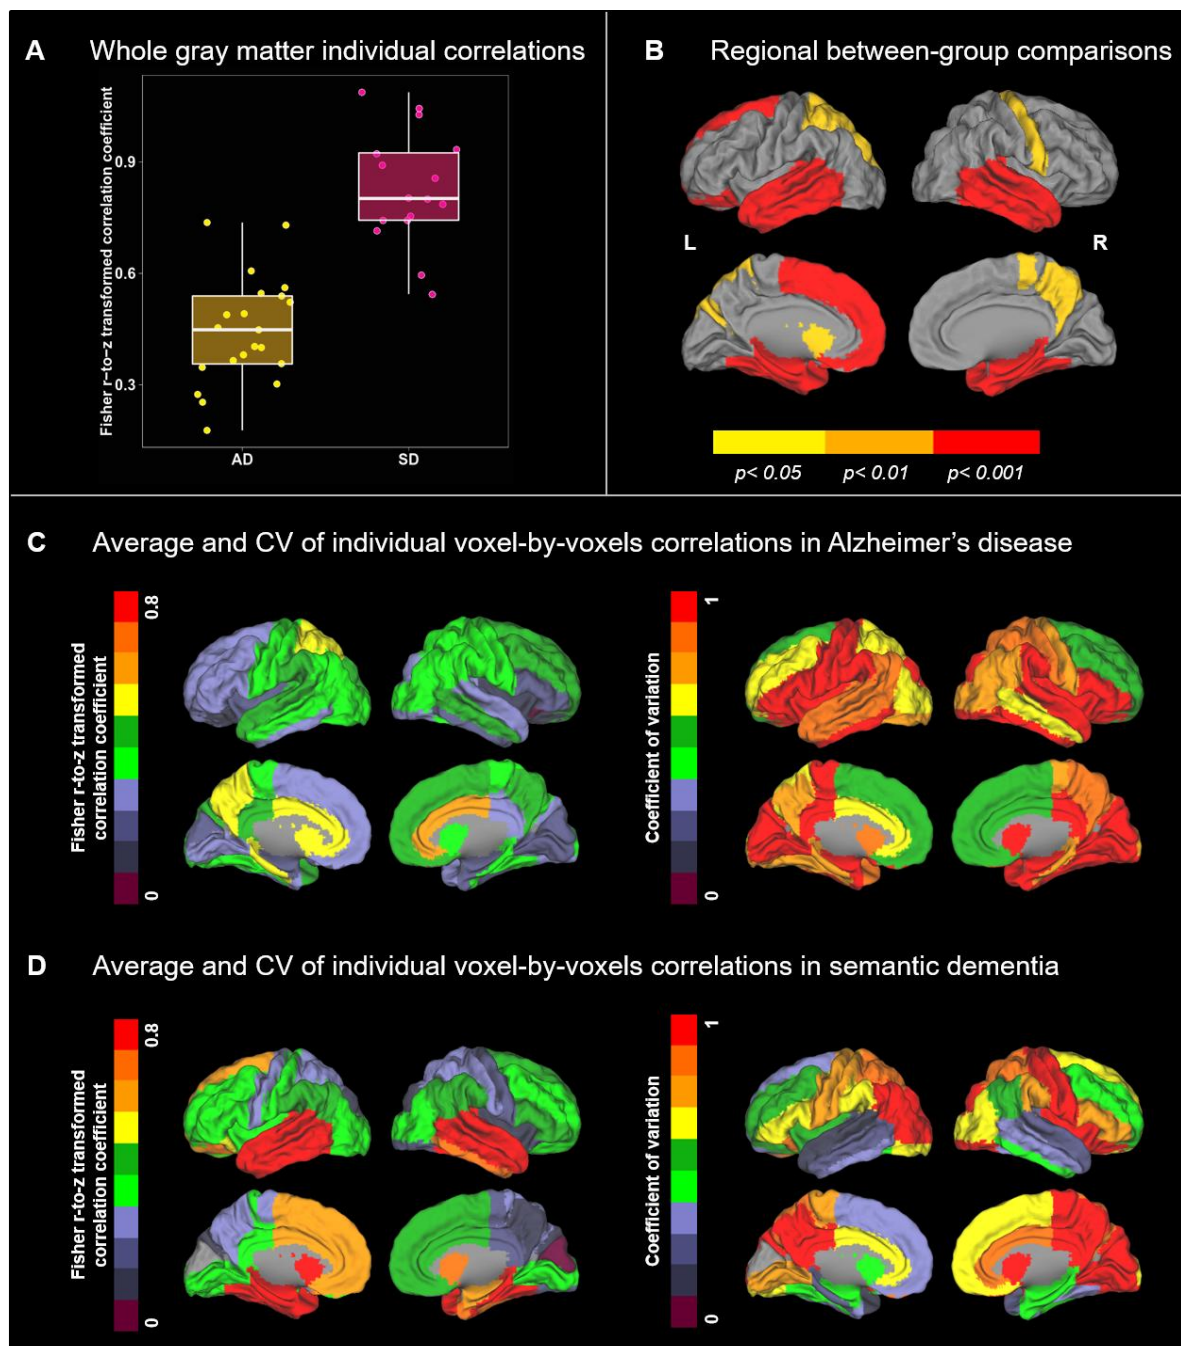 A Whole gray matter individual correlations
Fisher r−to−z transformed correlation coefficient
0.9
0.6
0.3
AD SD
B Regional between-group comparisons
L R
p< 0.05 p< 0.01 p< 0.001
C Average and CV of individual voxel-by-voxels correlations in Alzheimer's disease
Fisher r-to-z transformed
correlation coefficient
0.8
0
Coefficient of variation
1
0
D Average and CV of individual voxel-by-voxels correlations in semantic dementia
Fisher r-to-z transformed
correlation coefficient
0.8
0
Coefficient of variation
1
0